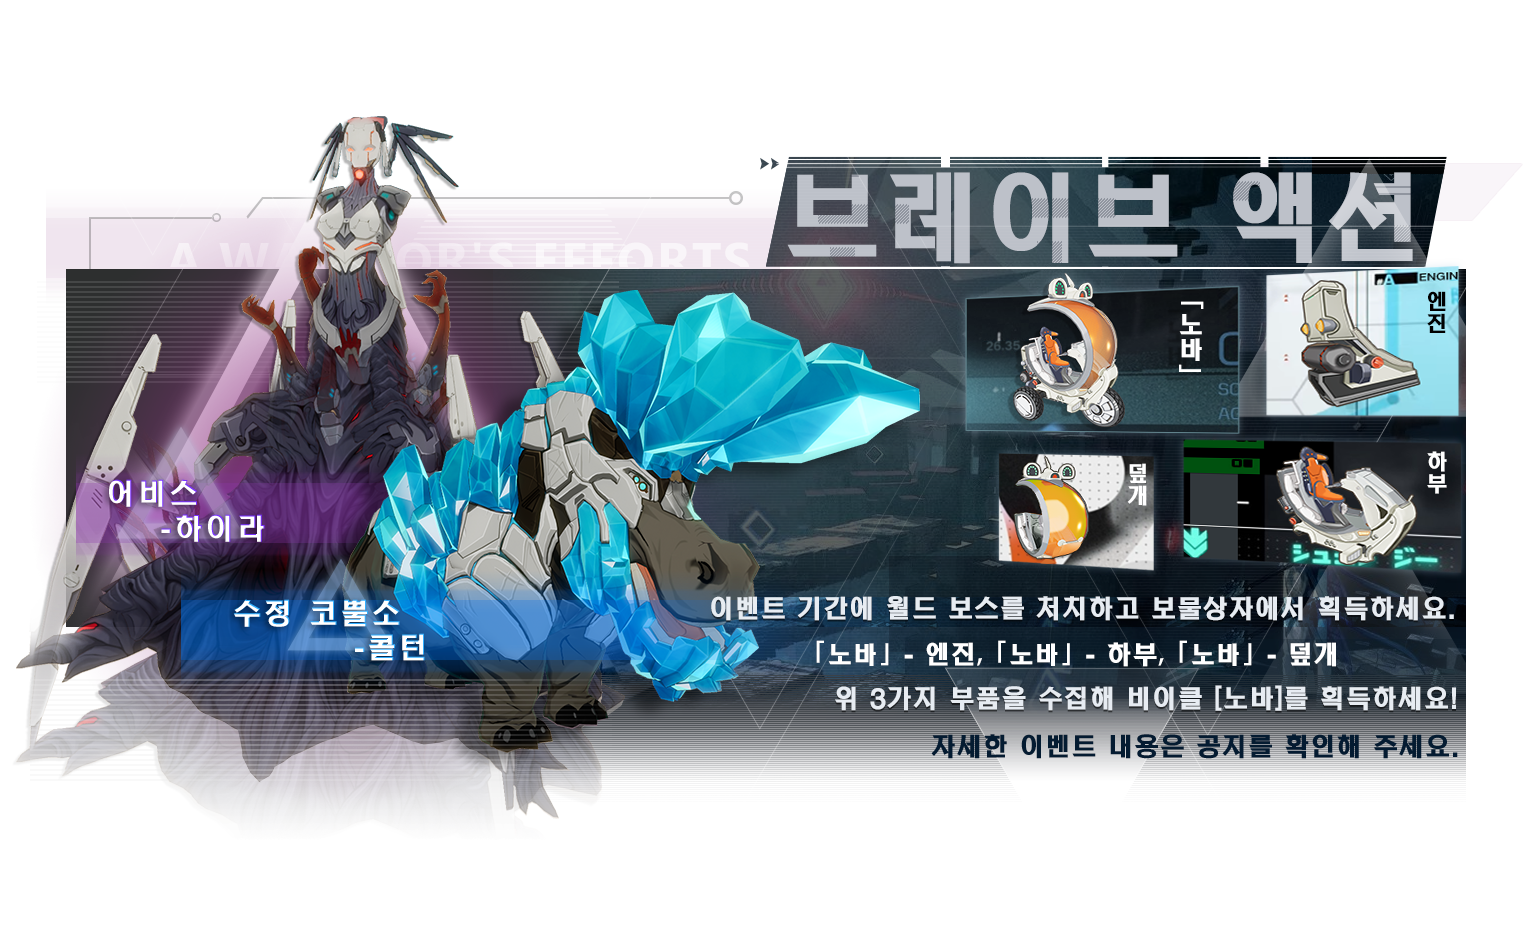 브레이브 액션
A WARRIOR'S EFFORTS
「노바」
26.35
엔진
ENGIN
덮개
하부
어비스
-하이라
수정 코뿔소
-콜턴
이벤트 기간에 월드 보스를 처치하고 보물상자에서 획득하세요.
「노바」 - 엔진, 「노바」 - 하부, 「노바」 - 덮개
위 3가지 부품을 수집해 비이클 [노바]를 획득하세요!
자세한 이벤트 내용은 공지를 확인해 주세요.